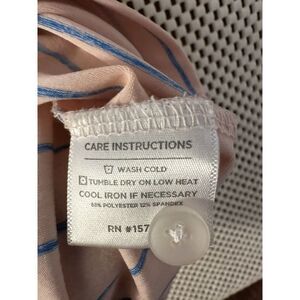 CARE INSTRUCTIONS
WASH COLD
TUMBLE DRY ON LOW HEAT
COOL IRON IF NECESSARY
88% POLYESTER 12% SPANDEX
RN #157